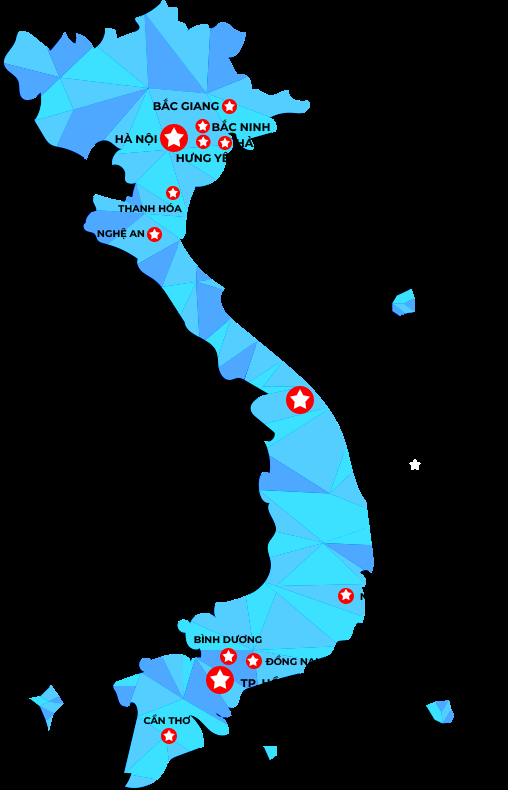 BẮC GIANG
BẮC NINH
HÀ NỘI
HƯNG YÊ
THANH HÓA
NGHỆ AN
BÌNH DƯƠNG
ĐỒNG NA
TP. H
CẦN THƠ